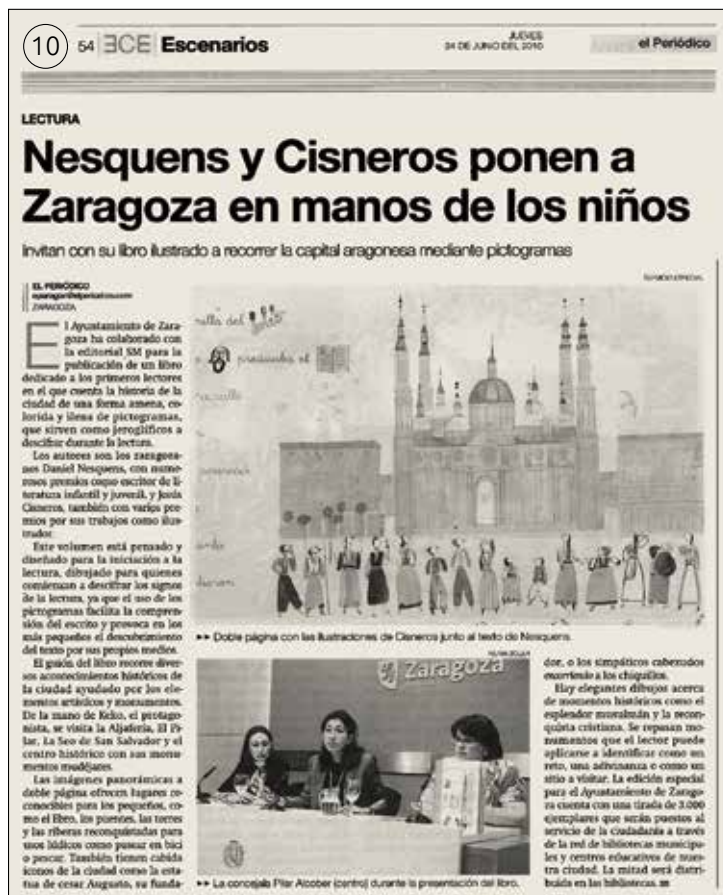 10
54 ECE Escenarios
JUEVES
24 DE JUNIO DEL 2010
el Periódico
LECTURA
Nesquens y Cisneros ponen a
Zaragoza en manos de los niños
Invitan con su libro ilustrado a recorrer la capital aragonesa mediante pictogramas
EL PERIÓDICO
ZARAGOZA
El Ayuntamiento de Zara-
goza ha colaborado con
la editorial SM para la
publicación de un libro
dedicado a los primeros lectores
en el que cuenta la historia de la
ciudad de una forma amena, co-
lorida y llena de pictogramas,
que sirven como jeroglíficos a
descifrar durante la lectura.
Los autores son los zaragoza-
nos Daniel Nesquens, con nume-
rosos premios como escritor de li-
teratura infantil y juvenil, y Jesús
Cisneros, también con varios pre-
mios por sus trabajos como ilus-
trador.
Este volumen está pensado y
diseñado para la iniciación a la
lectura, dibujado para quienes
comienzan a descifrar los signos
de la lectura, ya que el uso de los
pictogramas facilita la compren-
sión del escrito y provoca en los
más pequeños el descubrimiento
del texto por sus propios medios.
El guión del libro recorre diver-
sos acontecimientos históricos de
la ciudad ayudado por los ele-
mentos artísticos y monumentos.
De la mano de Keko, el protago-
nista, se visita la Aljafería, El Pi-
lar, La Seo de San Salvador y el
centro histórico con sus monu-
mentos mudéjares.
Las imágenes panorámicas a
doble página ofrecen lugares re-
conocibles para los pequeños, co-
mo el Ebro, los puentes, las torres
y las riberas reconquistadas para
usos lúdicos como pasear en bici
o pescar. También tienen cabida
iconos de la ciudad como la esta-
tua de cesar Augusto, su funda-
rulla del
producía el
▸▸ Doble página con las ilustraciones de Cisneros junto al texto de Nesquens.
Zaragoza
▸▸ La concejala Pilar Alcober (centro) durante la presentación del libro.
dor, o los simpáticos cabezudos
corriendo a los chiquillos.
Hay elegantes dibujos acerca
de momentos históricos como el
esplendor musulmán y la recon-
quista cristiana. Se repasan mo-
numentos que el lector puede
aplicarse a identificar como un
reto, una adivinanza o como un
sitio a visitar. La edición especial
para el Ayuntamiento de Zarago-
za cuenta con una tirada de 3.000
ejemplares que serán puestos al
servicio de la ciudadanía a través
de la red de bibliotecas municipa-
les y centros educativos de nues-
tra ciudad. La mitad será distri-
buida en las bibliotecas.